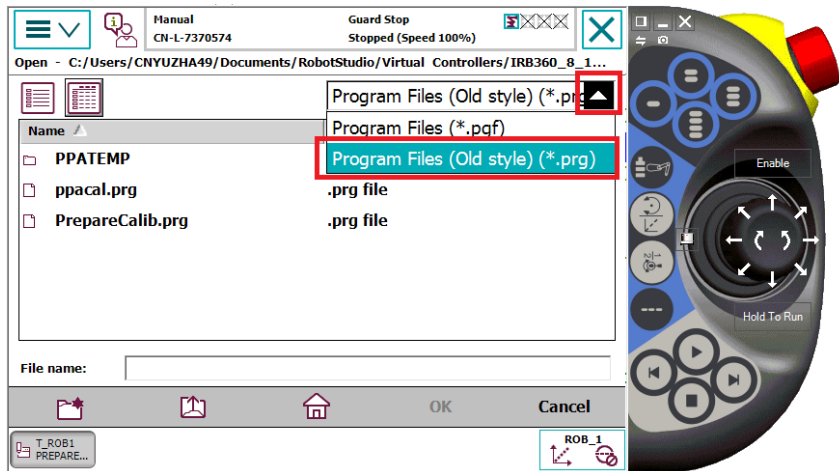 Manual
CN-L-7370574
Guard Stop
Stopped (Speed 100%)
Open - C:/Users/CNYUZHA49/Documents/RobotStudio/Virtual Controllers/IRB360_8_1...
Program Files (Old style) (*.prg
Name
Program Files (*.pgf)
PPATEMP
Program Files (Old style) (*.prg)
ppacal.prg
.prg file
PrepareCalib.prg
.prg file
File name:
OK
Cancel
T_ROB1
PREPARE...
ROB_1
Enable
Hold To Run